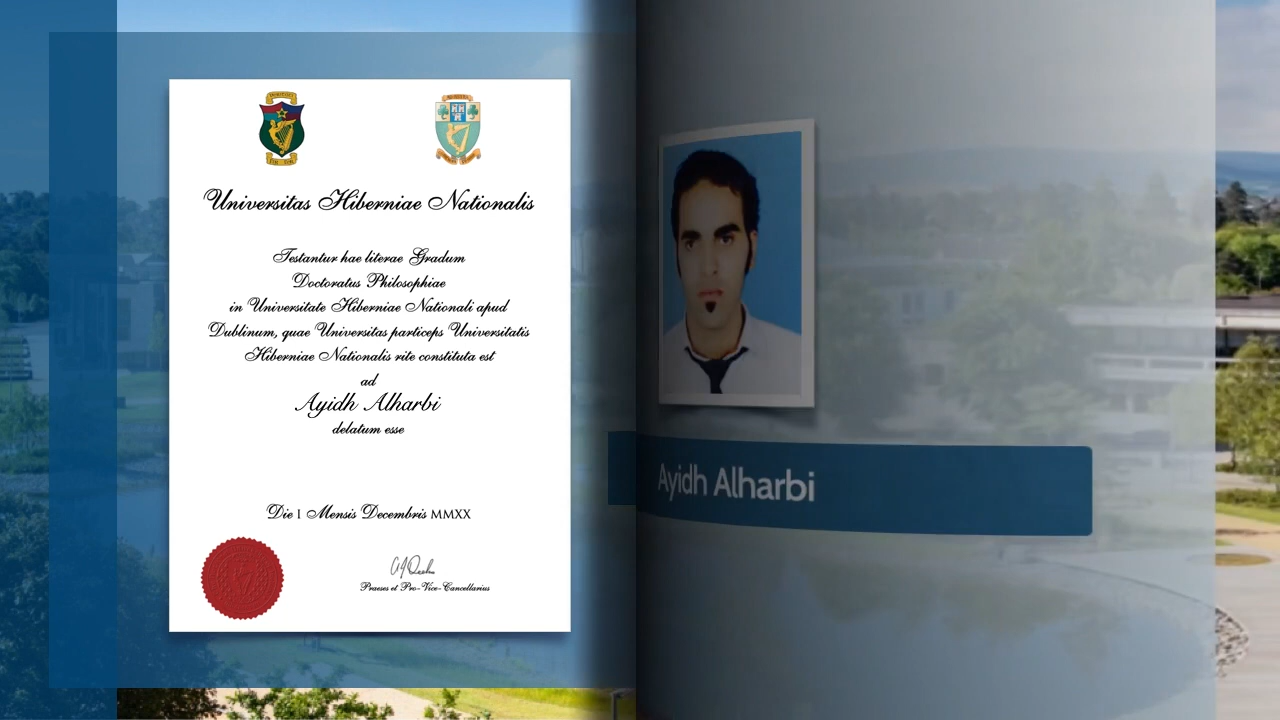 Universitas Hiberniae Nationalis
Testantur hae literae Gradum
Doctoratus Philosophiae
in Universitate Hiberniae Nationali apud
Dublinum, quae Universitas particeps Universitatis
Hiberniae Nationalis rite constituta est
ad
Ayidh Alharbi
delatum esse
Die I Mensis Decembris MMXX
Praeses et Pro-Vice-Cancellarius
Ayidh Alharbi